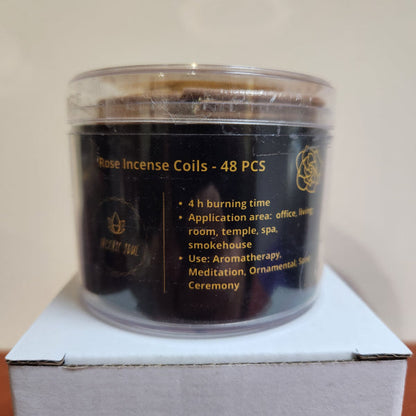 *Rose Incense Coils - 48 PCS
• 4 h burning time
• Application area: office, living
room, temple, spa,
smokehouse
• Use: Aromatherapy,
Meditation, Ornamental,
Ceremony